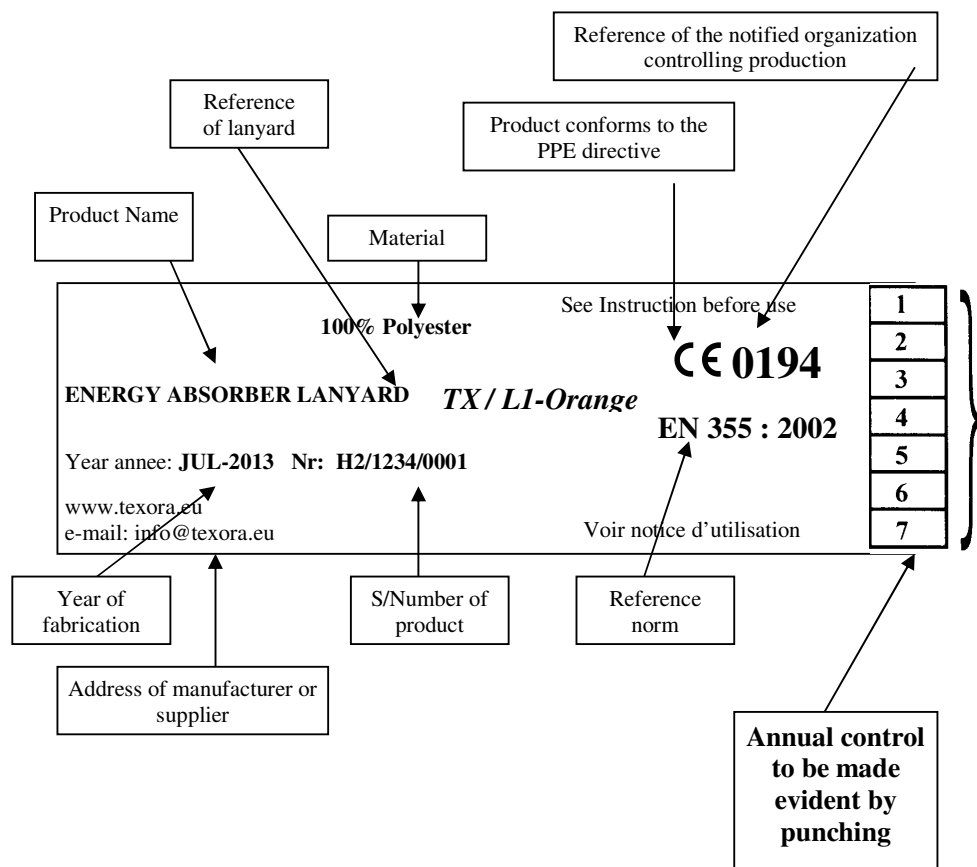 Reference of the notified organization
controlling production
Reference
of lanyard
Product conforms to the
PPE directive
Product Name
Material
See Instruction before use
100% Polyester
CE 0194
ENERGY ABSORBER LANYARD
TX / L1-Orange
EN 355 : 2002
Year annee: JUL-2013 Nr: H2/1234/0001
www.texora.eu
e-mail: info@texora.eu
Voir notice d’utilisation
1
2
3
4
5
6
7
Year of
fabrication
S/Number of
product
Reference
norm
Address of manufacturer or
supplier
Annual control
to be made
evident by
punching